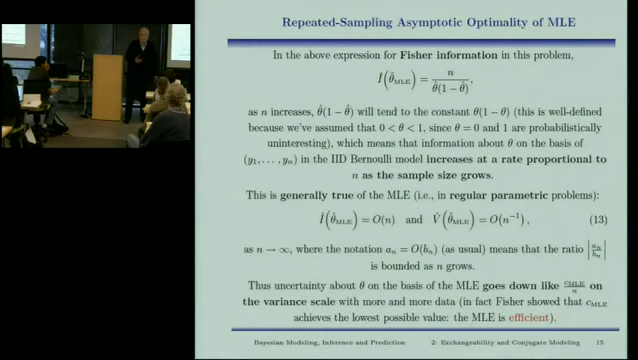 Repeated-Sampling Asymptotic Optimality of MLE
In the above expression for Fisher information in this problem,
Î(θ̂_MLE) = n / θ̂(1 − θ̂),
as n increases, θ̂(1 − θ̂) will tend to the constant θ(1 − θ) (this is well-defined
because we've assumed that 0 < θ < 1, since θ = 0 and 1 are probabilistically
uninteresting), which means that information about θ on the basis of
(y₁, . . . , yₙ) in the IID Bernoulli model increases at a rate proportional to
n as the sample size grows.
This is generally true of the MLE (i.e., in regular parametric problems):
Î(θ̂_MLE) = O(n) and V̂(θ̂_MLE) = O(n⁻¹), (13)
as n → ∞, where the notation aₙ = O(bₙ) (as usual) means that the ratio |aₙ/bₙ|
is bounded as n grows.
Thus uncertainty about θ on the basis of the MLE goes down like c_MLE/n on
the variance scale with more and more data (in fact Fisher showed that c_MLE
achieves the lowest possible value: the MLE is efficient).
Bayesian Modeling, Inference and Prediction 2: Exchangeability and Conjugate Modeling 15